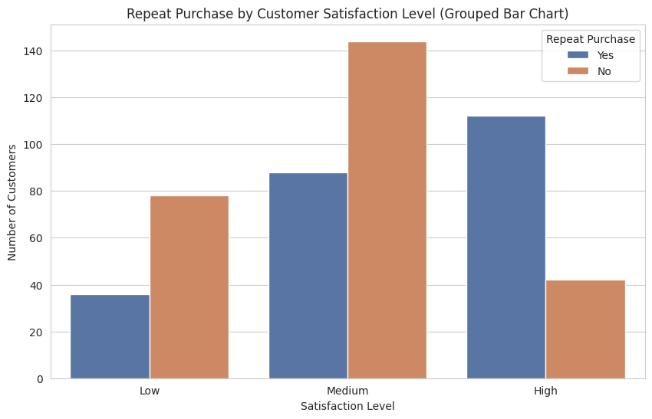 Repeat Purchase by Customer Satisfaction Level (Grouped Bar Chart)
Repeat Purchase
Yes
No
Number of Customers
140
120
100
80
60
40
20
0
Low
Medium
High
Satisfaction Level